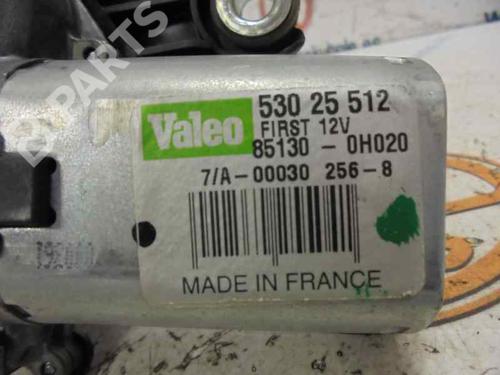 B-PARTS
Valeo
530 25 512
FIRST 12V
85130 - 0H020
7/A-00030 256-8
MADE IN FRANCE